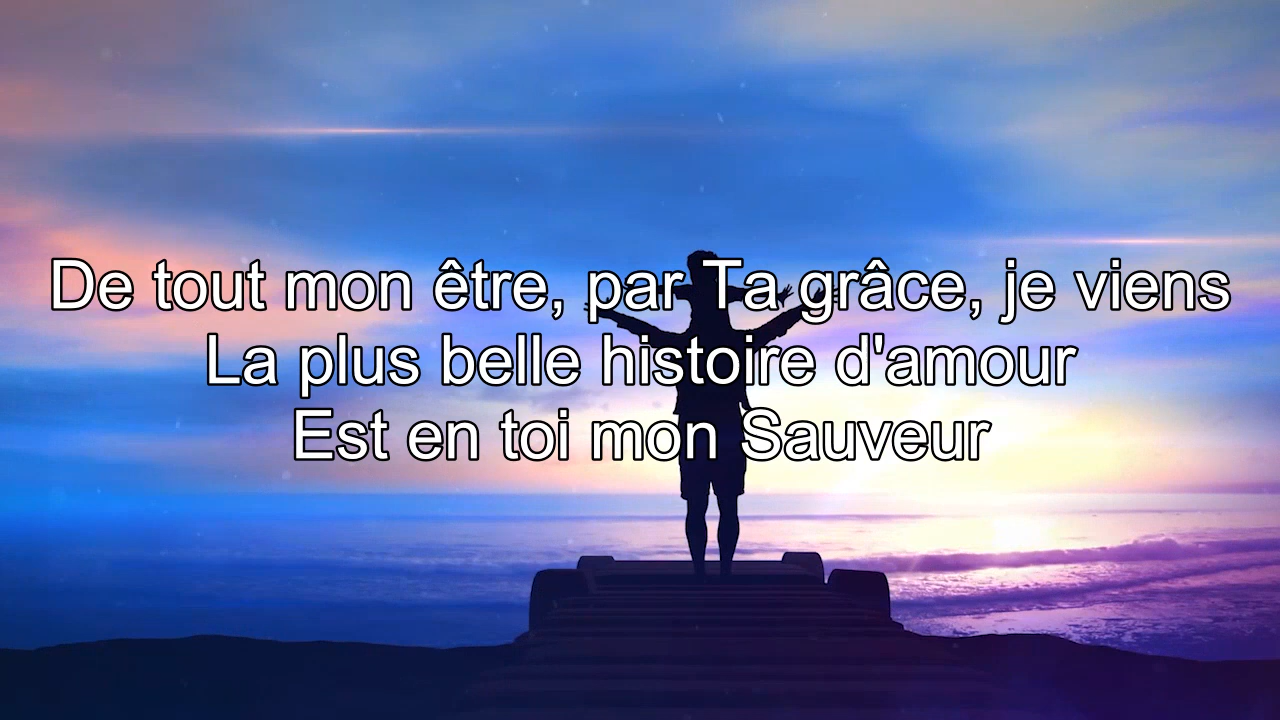 De tout mon être, par Ta grâce, je viens
La plus belle histoire d'amour
Est en toi mon Sauveur